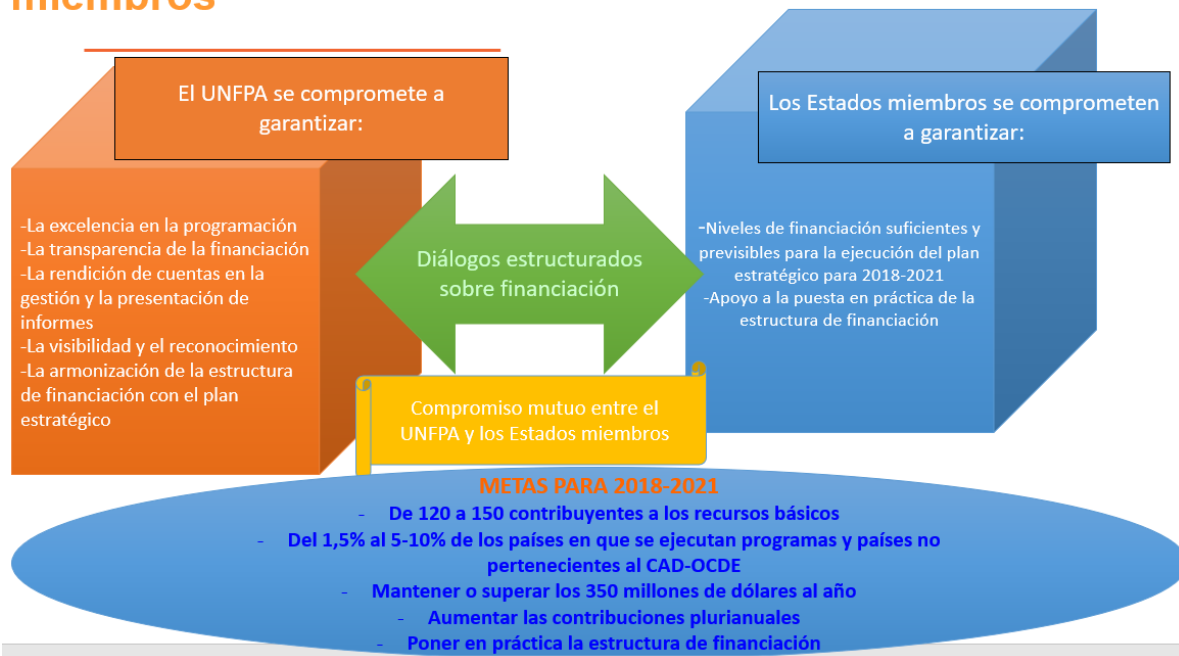 miembros
El UNFPA se compromete a
garantizar:
-La excelencia en la programación
-La transparencia de la financiación
-La rendición de cuentas en la
gestión y la presentación de
informes
-La visibilidad y el reconocimiento
-La armonización de la estructura
de financiación con el plan
estratégico
Diálogos estructurados
sobre financiación
Los Estados miembros se comprometen
a garantizar:
-Niveles de financiación suficientes y
previsibles para la ejecución del plan
estratégico para 2018-2021
-Apoyo a la puesta en práctica de la
estructura de financiación
Compromiso mutuo entre el
UNFPA y los Estados miembros
METAS PARA 2018-2021
- De 120 a 150 contribuyentes a los recursos básicos
- Del 1,5% al 5-10% de los países en que se ejecutan programas y países no
pertenecientes al CAD-OCDE
- Mantener o superar los 350 millones de dólares al año
- Aumentar las contribuciones plurianuales
- Poner en práctica la estructura de financiación